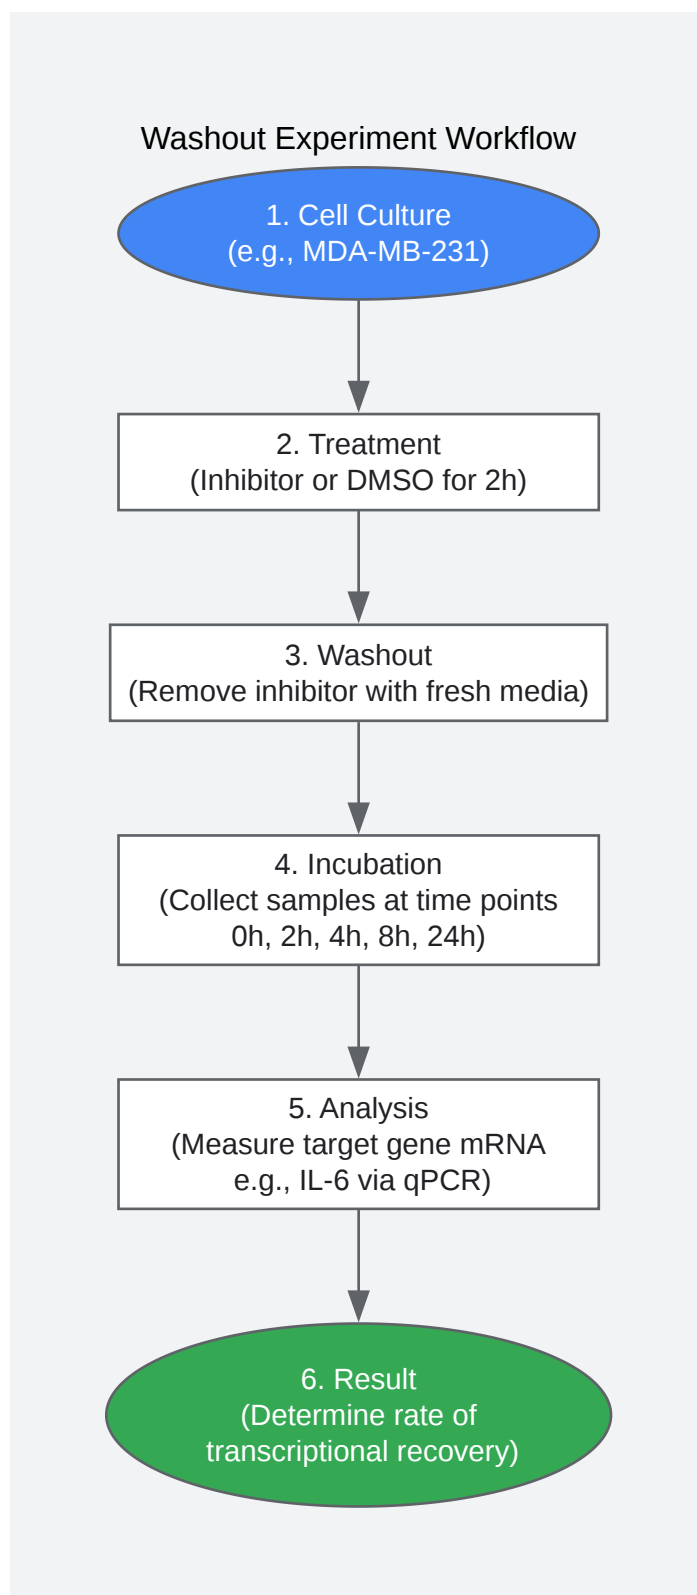 Washout Experiment Workflow
1. Cell Culture
(e.g., MDA-MB-231)
2. Treatment
(Inhibitor or DMSO for 2h)
3. Washout
(Remove inhibitor with fresh media)
4. Incubation
(Collect samples at time points
0h, 2h, 4h, 8h, 24h)
5. Analysis
(Measure target gene mRNA
e.g., IL-6 via qPCR)
6. Result
(Determine rate of
transcriptional recovery)